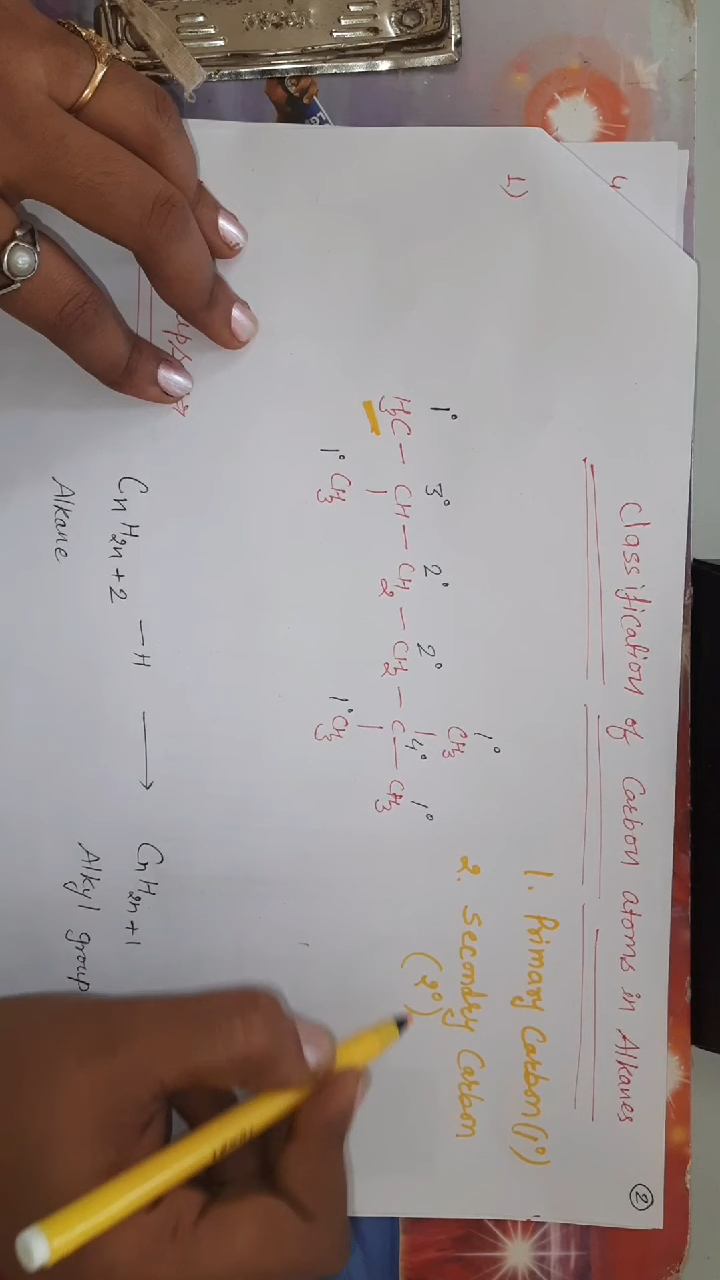 ②
4
Classification of Carbon atoms in Alkanes
1)
1° CH3
1° 3° 2° 2° 4° 1°
H3C — CH — CH2 — CH2 — C — CH3
1° CH3 1° CH3
1. Primary Carbon (1°)
2. Secondry Carbon
(2°)
CnH2n+2 —H ⟶ CnH2n+1
Alkane Alkyl group